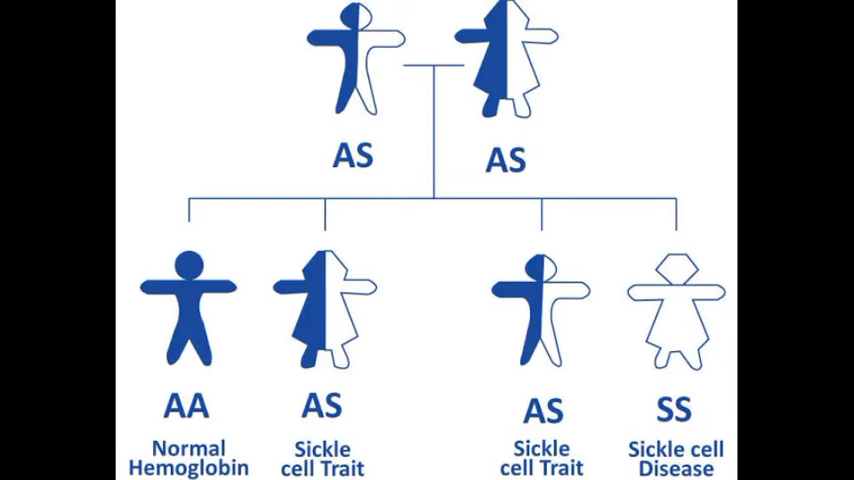 AS
AS
AA
AS
AS
SS
Normal
Hemoglobin
Sickle
cell Trait
Sickle
cell Trait
Sickle cell
Disease